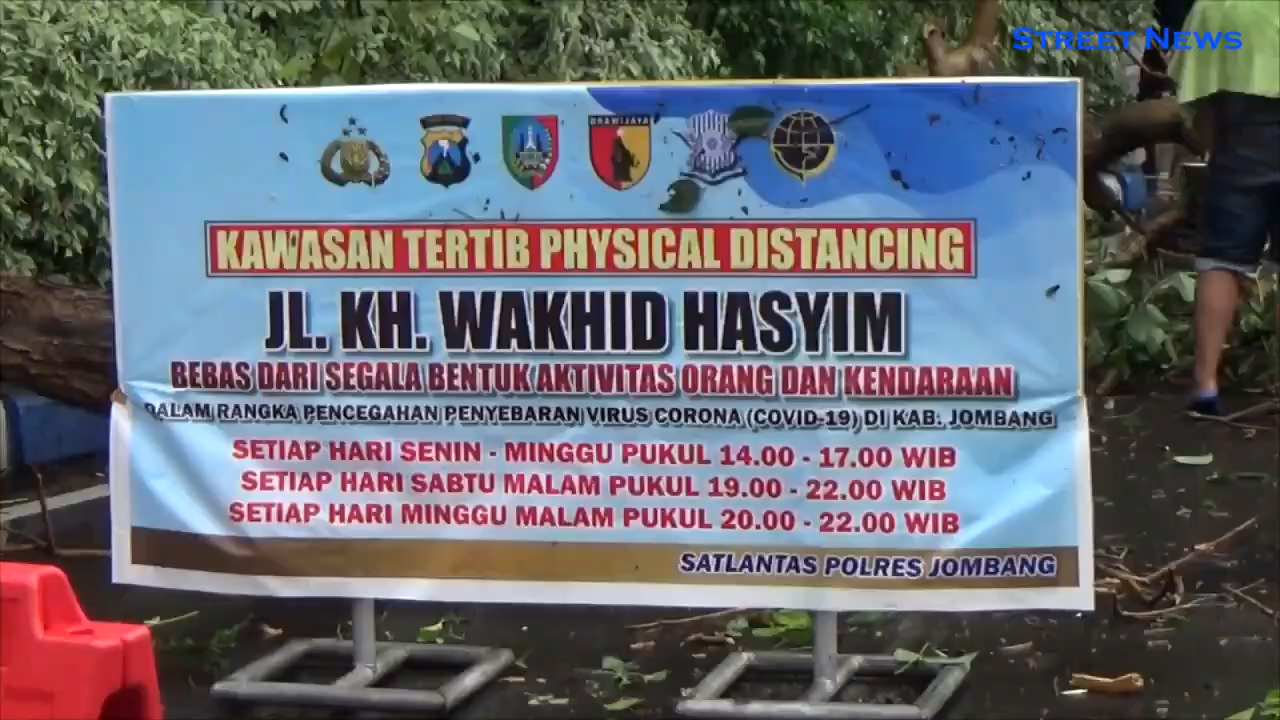 STREET NEWS
BRAWIJAYA
KAWASAN TERTIB PHYSICAL DISTANCING
JL. KH. WAKHID HASYIM
BEBAS DARI SEGALA BENTUK AKTIVITAS ORANG DAN KENDARAAN
DALAM RANGKA PENCEGAHAN PENYEBARAN VIRUS CORONA (COVID-19) DI KAB. JOMBANG
SETIAP HARI SENIN - MINGGU PUKUL 14.00 - 17.00 WIB
SETIAP HARI SABTU MALAM PUKUL 19.00 - 22.00 WIB
SETIAP HARI MINGGU MALAM PUKUL 20.00 - 22.00 WIB
SATLANTAS POLRES JOMBANG